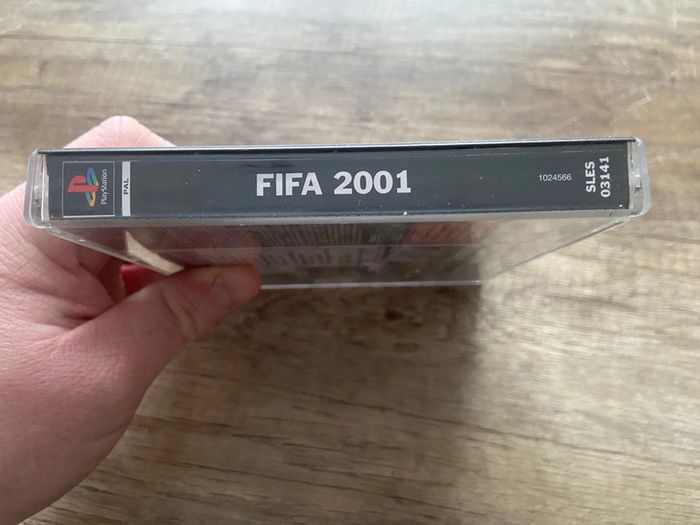 PlayStation
PAL
FIFA 2001
1024566
SLES
03141